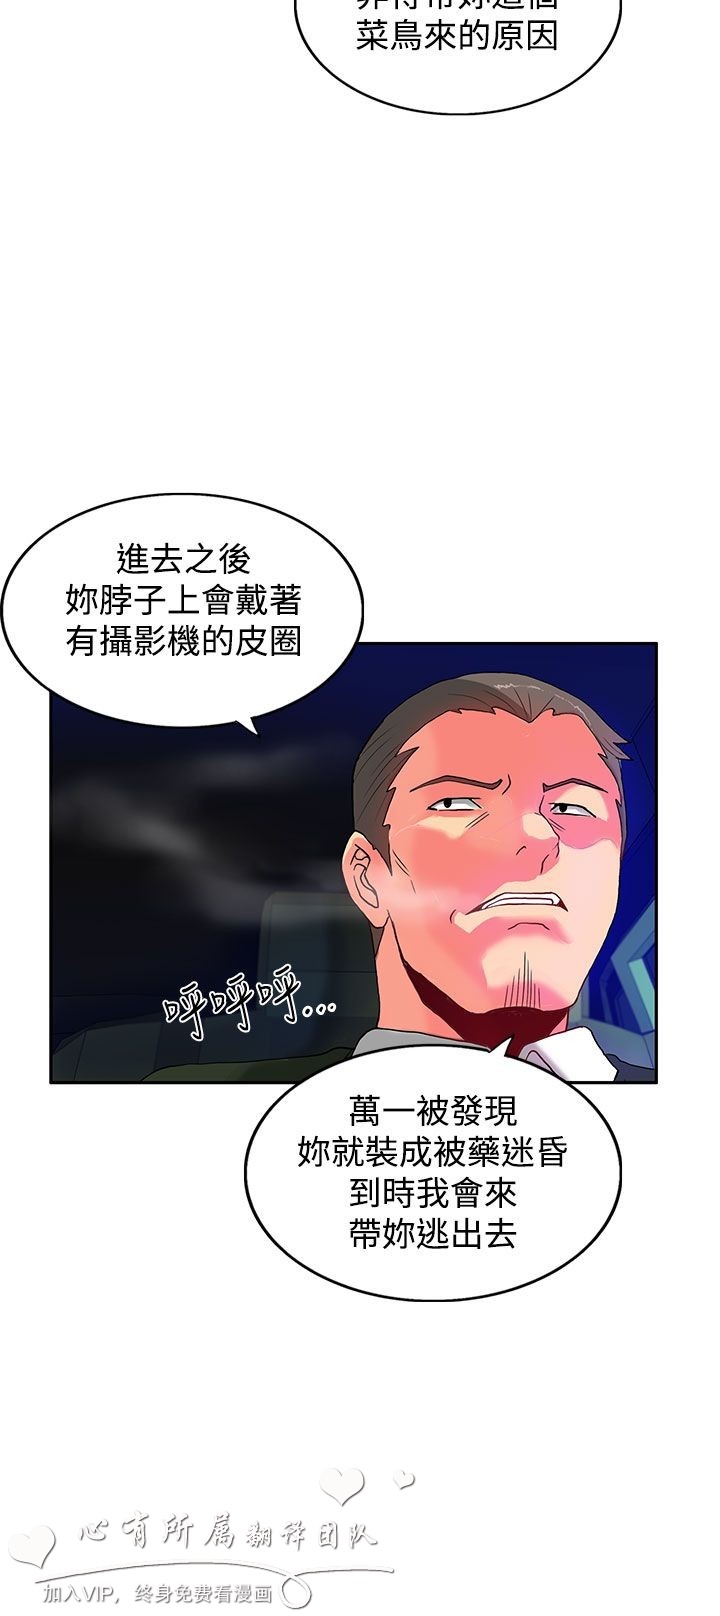 菜鳥來的原因
進去之後
妳脖子上會戴著
有攝影機的皮圈
呼呼呼...
萬一被發現
妳就裝成被藥迷昏
到時我會來
帶妳逃出去
心有所属翻译团队
加入VIP，终身免费看漫画